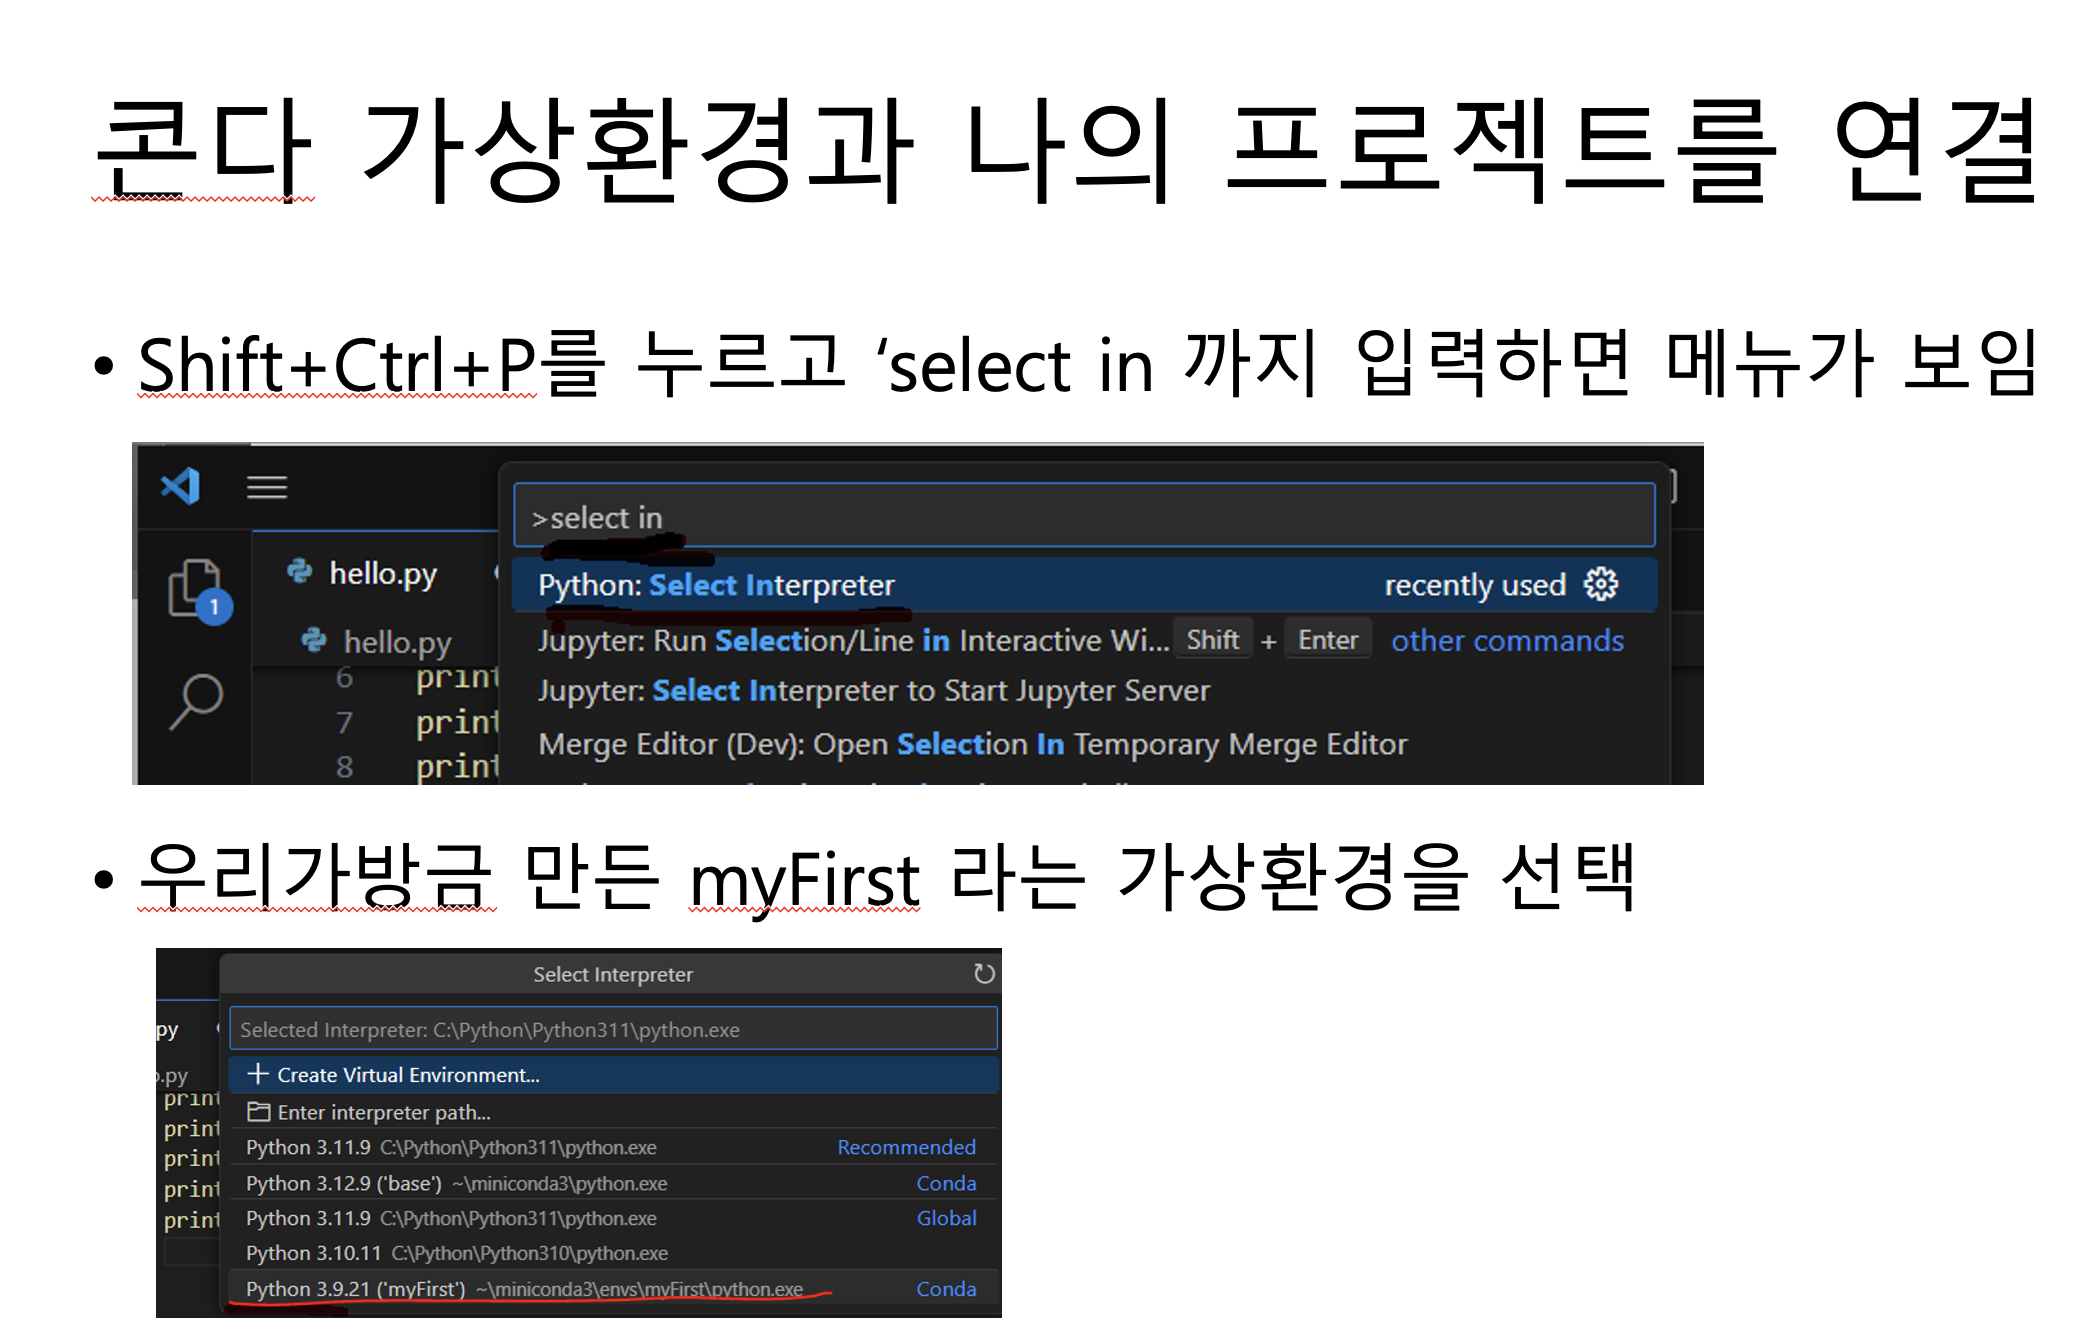 콘다 가상환경과 나의 프로젝트를 연결
• Shift+Ctrl+P를 누르고 ‘select in 까지 입력하면 메뉴가 보임
>select in
hello.py
Python: Select Interpreter recently used
hello.py
Jupyter: Run Selection/Line in Interactive Wi... Shift + Enter other commands
1
6 print
Jupyter: Select Interpreter to Start Jupyter Server
7 print
Merge Editor (Dev): Open Selection In Temporary Merge Editor
8 print
• 우리가방금 만든 myFirst 라는 가상환경을 선택
Select Interpreter
py
Selected Interpreter: C:\Python\Python311\python.exe
Create Virtual Environment...
.py
print
Enter interpreter path...
print
Python 3.11.9 C:\Python\Python311\python.exe Recommended
print
Python 3.12.9 ('base') ~\miniconda3\python.exe Conda
print
Python 3.11.9 C:\Python\Python311\python.exe Global
print
Python 3.10.11 C:\Python\Python310\python.exe
Python 3.9.21 ('myFirst') ~\miniconda3\envs\myFirst\python.exe Conda